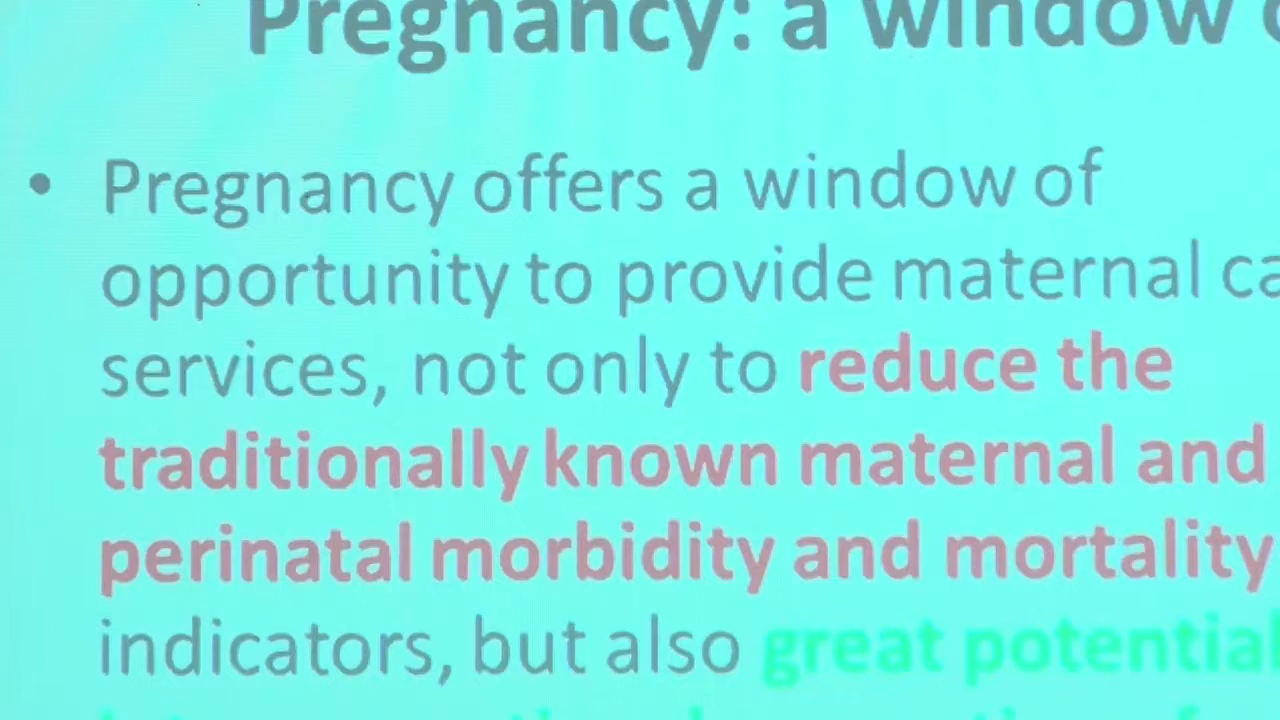 Pregnancy: a window
• Pregnancy offers a window of
opportunity to provide maternal
services, not only to reduce the
traditionally known maternal and
perinatal morbidity and mortality
indicators, but also great potential